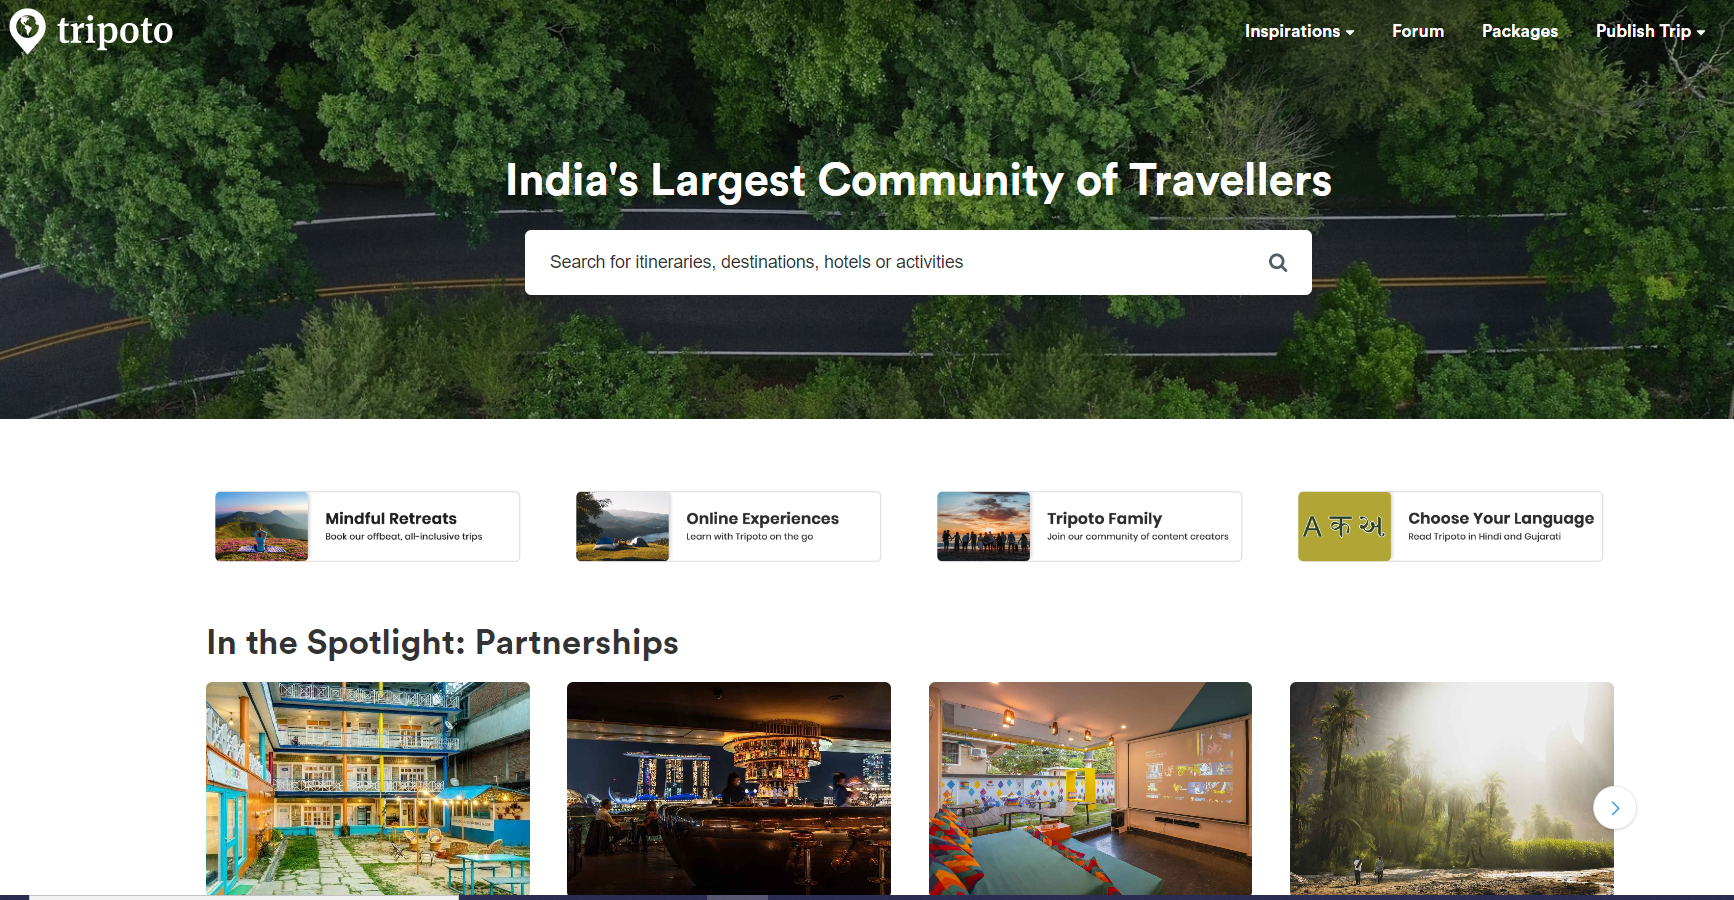 tripoto
Inspirations
Forum
Packages
Publish Trip
India's Largest Community of Travellers
Search for itineraries, destinations, hotels or activities
Mindful Retreats
Book our offbeat, all-inclusive trips
Online Experiences
Learn with Tripoto on the go
Tripoto Family
Join our community of content creators
A क અ
Choose Your Language
Read Tripoto in Hindi and Gujarati
In the Spotlight: Partnerships